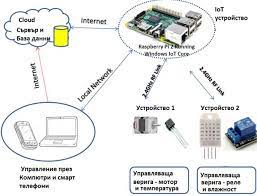 Cloud
Internet
IoT
устройство
Сървър и
База данни
Raspberry Pi 2 Running
Windows IoT Core
Internet
Local Network
2.4GHz RF Link
2.4GHz RF Link
Устройство 1
Устройство 2
Управление през
Компютри и смарт
телефони
Управляваща
верига - мотор
и температура
Управляваща
верига - реле
и влажност